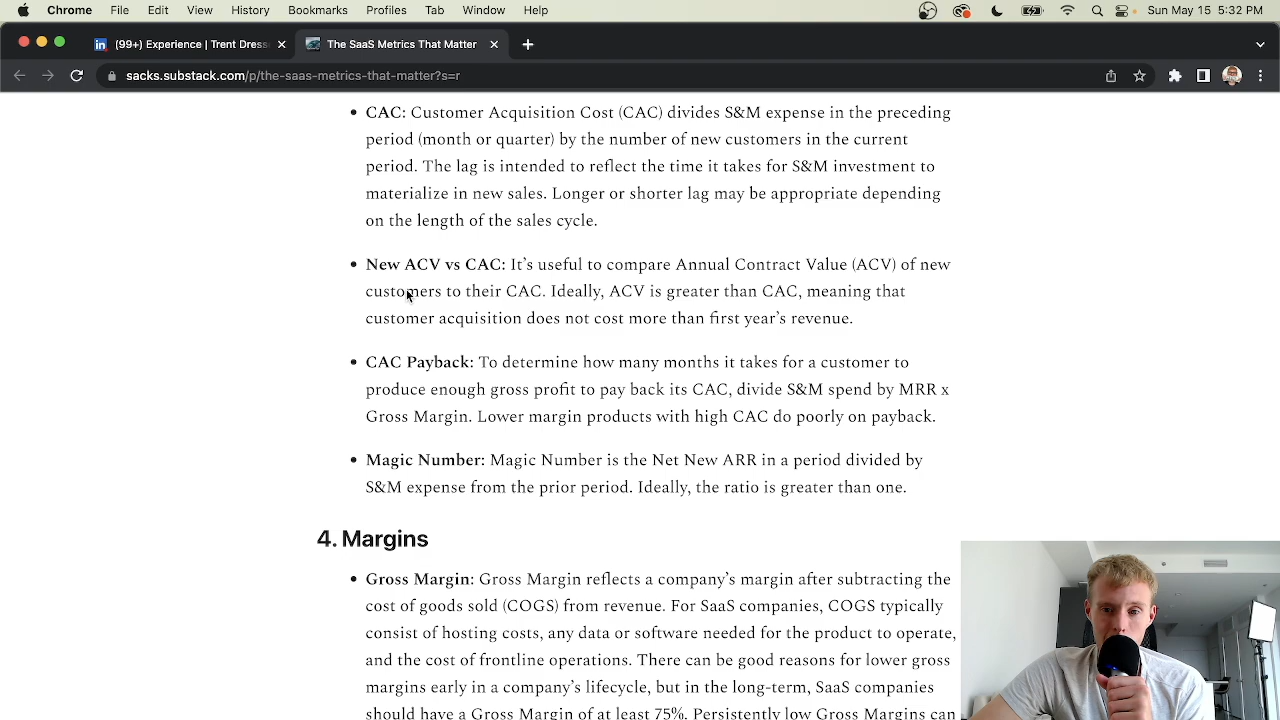 Chrome File Edit View History Bookmarks Profiles Tab Window Help Sun May 15 5:32 PM
(99+) Experience | Trent Dress
The SaaS Metrics That Matter
sacks.substack.com/p/the-saas-metrics-that-matter?s=r
• CAC: Customer Acquisition Cost (CAC) divides S&M expense in the preceding
period (month or quarter) by the number of new customers in the current
period. The lag is intended to reflect the time it takes for S&M investment to
materialize in new sales. Longer or shorter lag may be appropriate depending
on the length of the sales cycle.
• New ACV vs CAC: It’s useful to compare Annual Contract Value (ACV) of new
customers to their CAC. Ideally, ACV is greater than CAC, meaning that
customer acquisition does not cost more than first year’s revenue.
• CAC Payback: To determine how many months it takes for a customer to
produce enough gross profit to pay back its CAC, divide S&M spend by MRR x
Gross Margin. Lower margin products with high CAC do poorly on payback.
• Magic Number: Magic Number is the Net New ARR in a period divided by
S&M expense from the prior period. Ideally, the ratio is greater than one.
4. Margins
• Gross Margin: Gross Margin reflects a company’s margin after subtracting the
cost of goods sold (COGS) from revenue. For SaaS companies, COGS typically
consist of hosting costs, any data or software needed for the product to operate,
and the cost of frontline operations. There can be good reasons for lower gross
margins early in a company’s lifecycle, but in the long-term, SaaS companies
should have a Gross Margin of at least 75%. Persistently low Gross Margins can